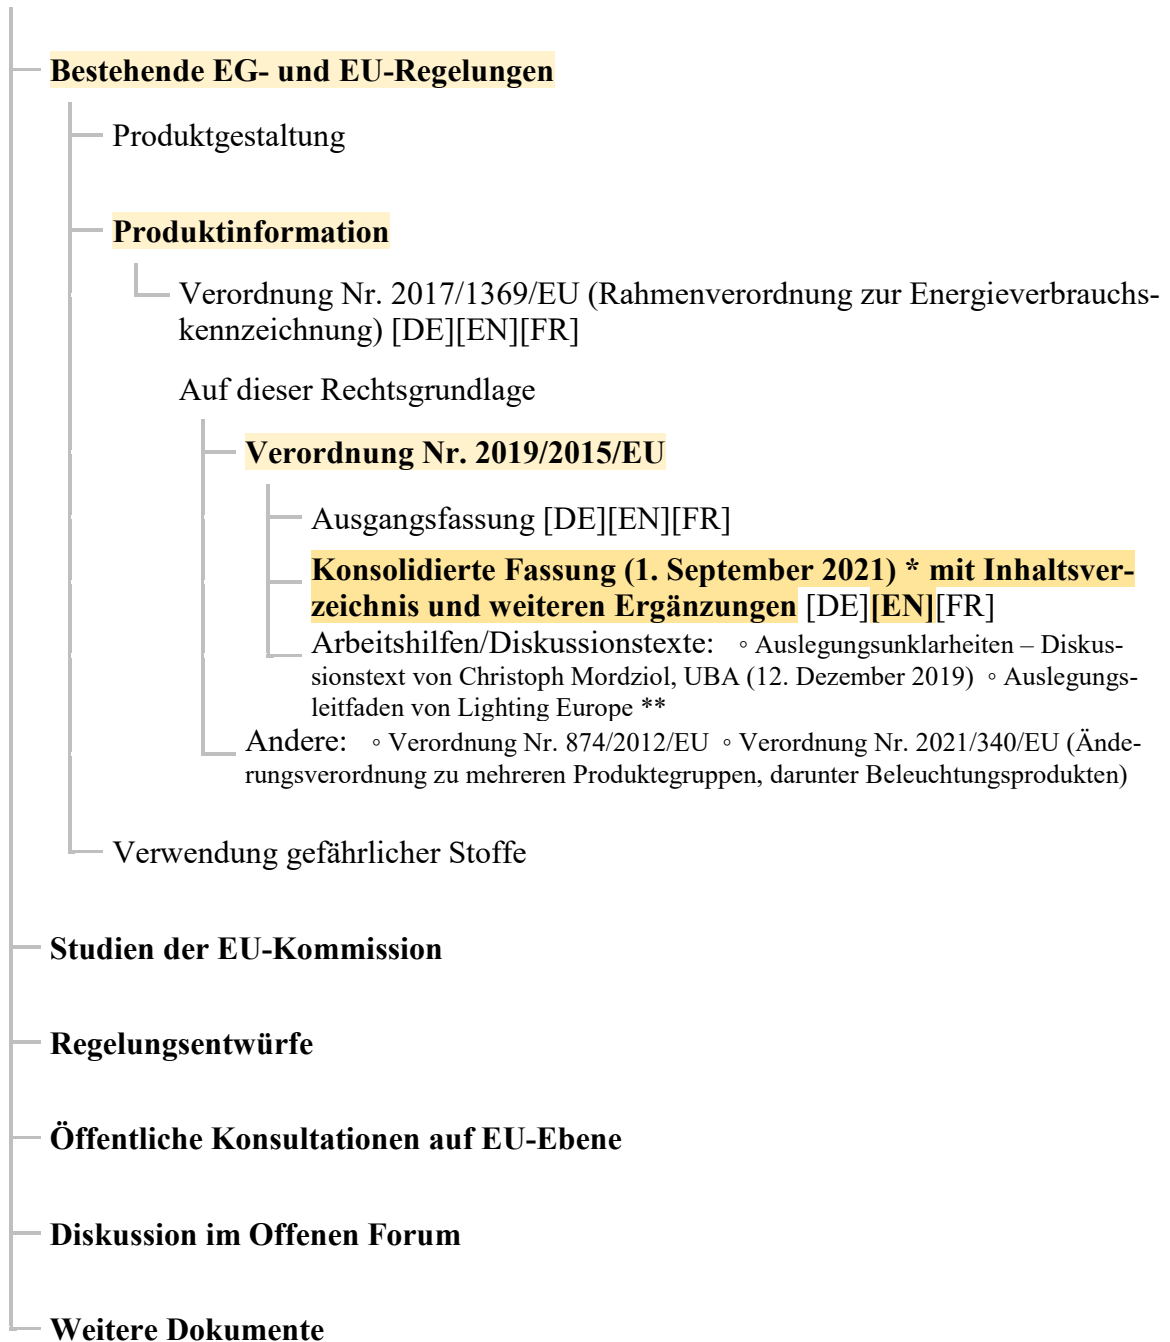 Bestehende EG- und EU-Regelungen
Produktgestaltung
Produktinformation
Verordnung Nr. 2017/1369/EU (Rahmenverordnung zur Energieverbrauchs-
kennzeichnung) [DE][EN][FR]
Auf dieser Rechtsgrundlage
Verordnung Nr. 2019/2015/EU
Ausgangsfassung [DE][EN][FR]
Konsolidierte Fassung (1. September 2021) * mit Inhaltsver-
zeichnis und weiteren Ergänzungen [DE][EN][FR]
Arbeitshilfen/Diskussionstexte: ◦ Auslegungsunklarheiten – Diskus-
sionstext von Christoph Mordziol, UBA (12. Dezember 2019) ◦ Auslegungs-
leitfaden von Lighting Europe **
Andere: ◦ Verordnung Nr. 874/2012/EU ◦ Verordnung Nr. 2021/340/EU (Ände-
rungsverordnung zu mehreren Produktegruppen, darunter Beleuchtungsprodukten)
Verwendung gefährlicher Stoffe
Studien der EU-Kommission
Regelungsentwürfe
Öffentliche Konsultationen auf EU-Ebene
Diskussion im Offenen Forum
Weitere Dokumente